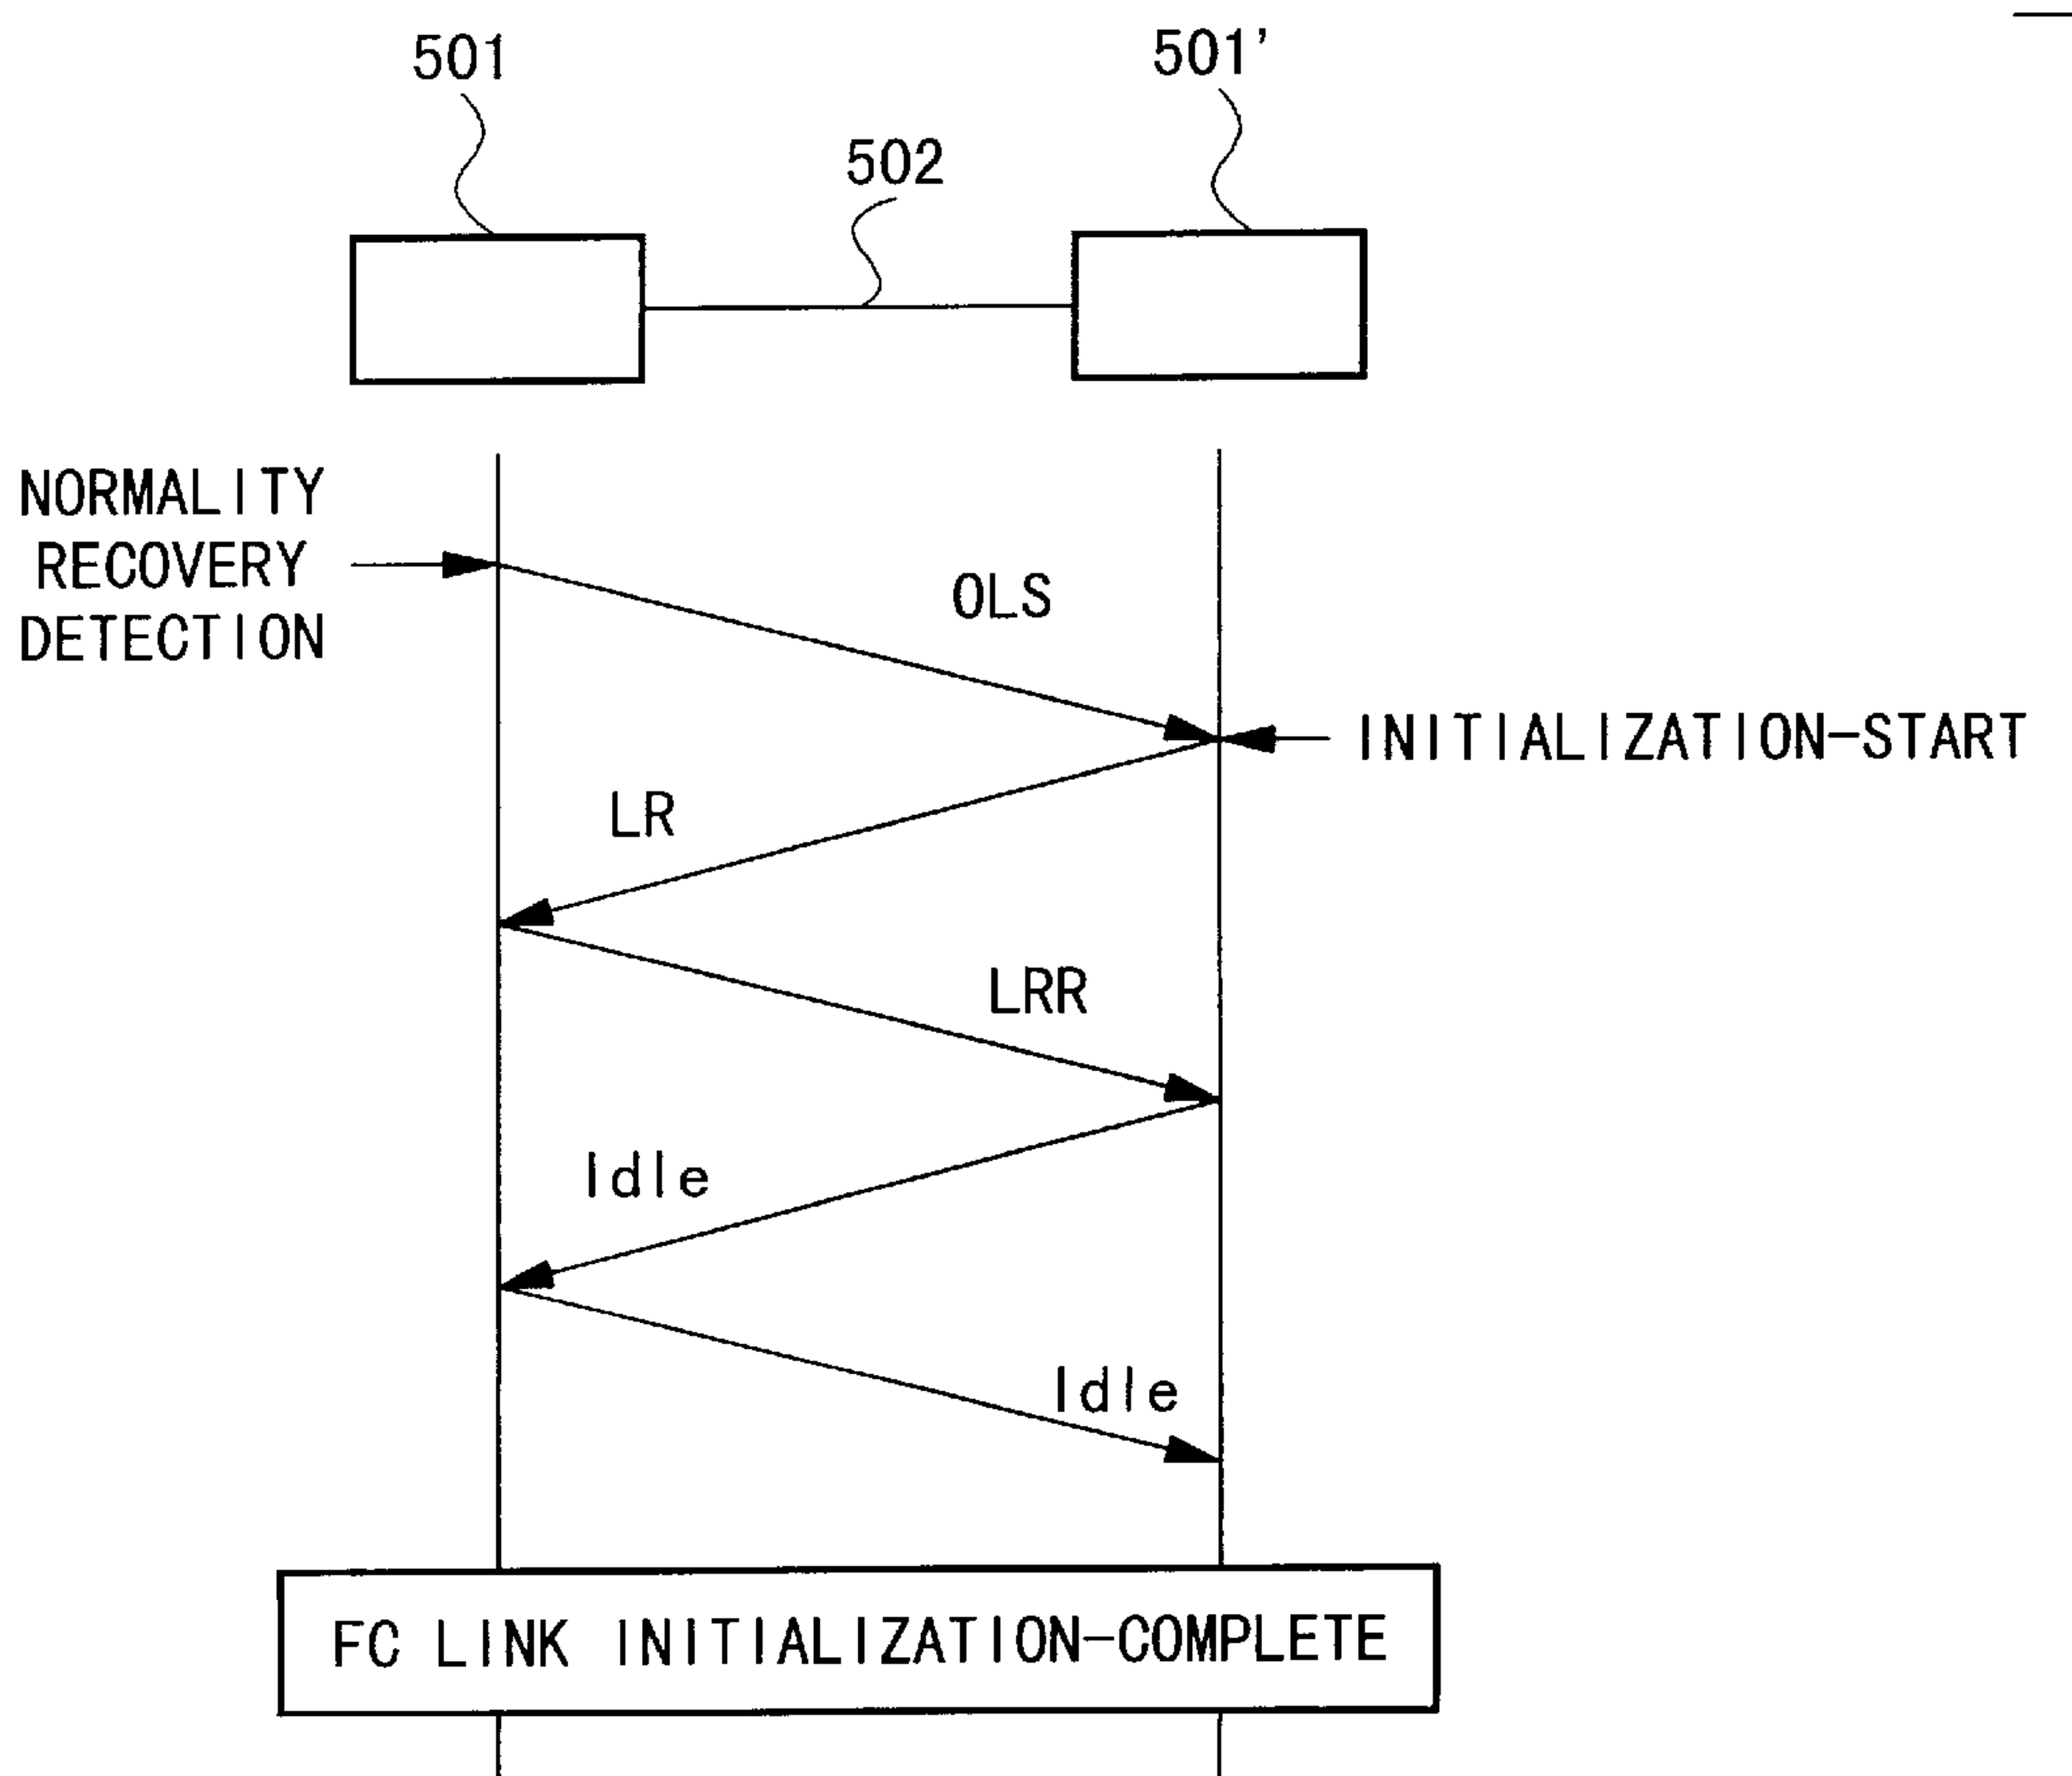 501
501'
502
NORMALITY
RECOVERY
DETECTION
OLS
INITIALIZATION-START
LR
LRR
Idle
Idle
FC LINK INITIALIZATION-COMPLETE